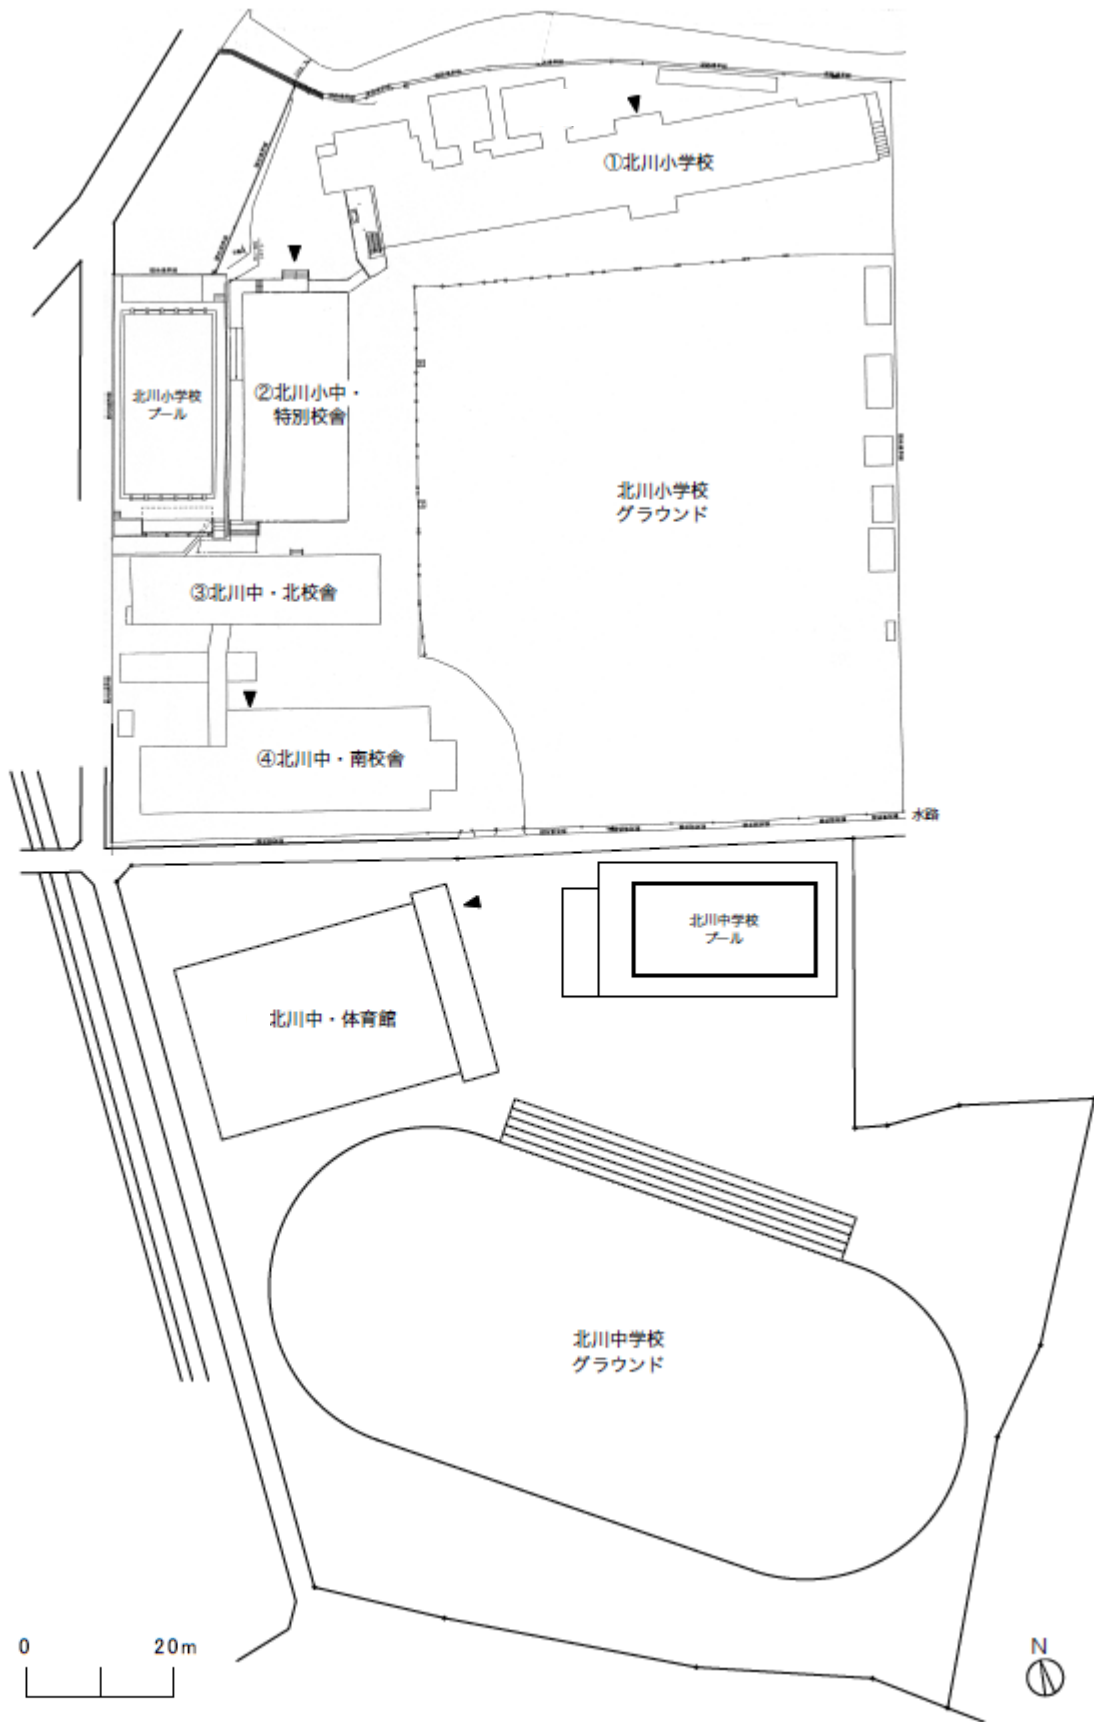 ①北川小学校
北川小学校
プール
②北川小中・
特別校舎
北川小学校
グラウンド
③北川中・北校舎
④北川中・南校舎
水路
北川中学校
プール
北川中・体育館
北川中学校
グラウンド
0 20m
N